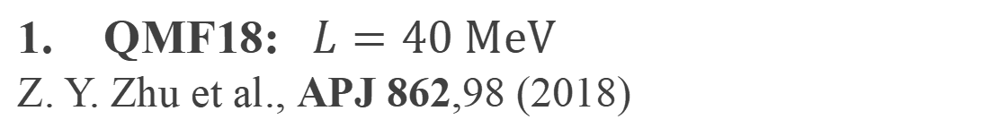 1. QMF18: L = 40 MeV
Z. Y. Zhu et al., APJ 862,98 (2018)